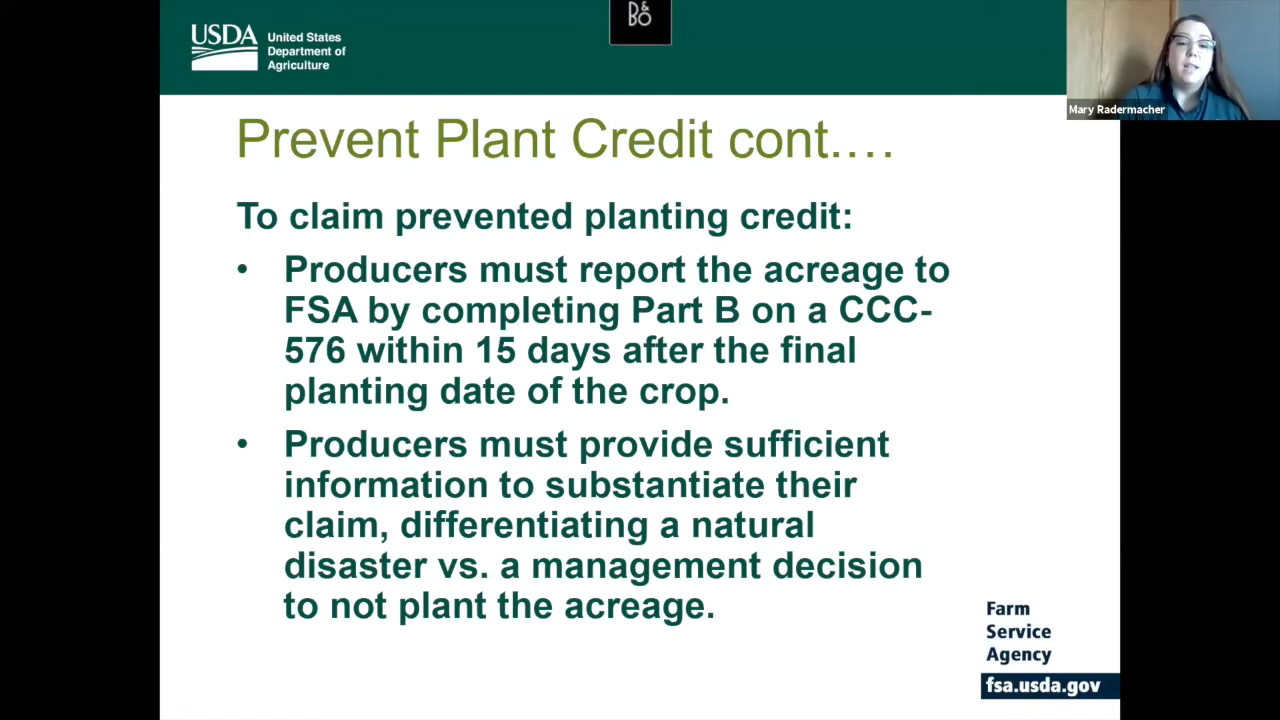 USDA
United States
Department of
Agriculture
B&O
Mary Radermacher
Prevent Plant Credit cont.…
To claim prevented planting credit:
• Producers must report the acreage to
FSA by completing Part B on a CCC-
576 within 15 days after the final
planting date of the crop.
• Producers must provide sufficient
information to substantiate their
claim, differentiating a natural
disaster vs. a management decision
to not plant the acreage.
Farm
Service
Agency
fsa.usda.gov